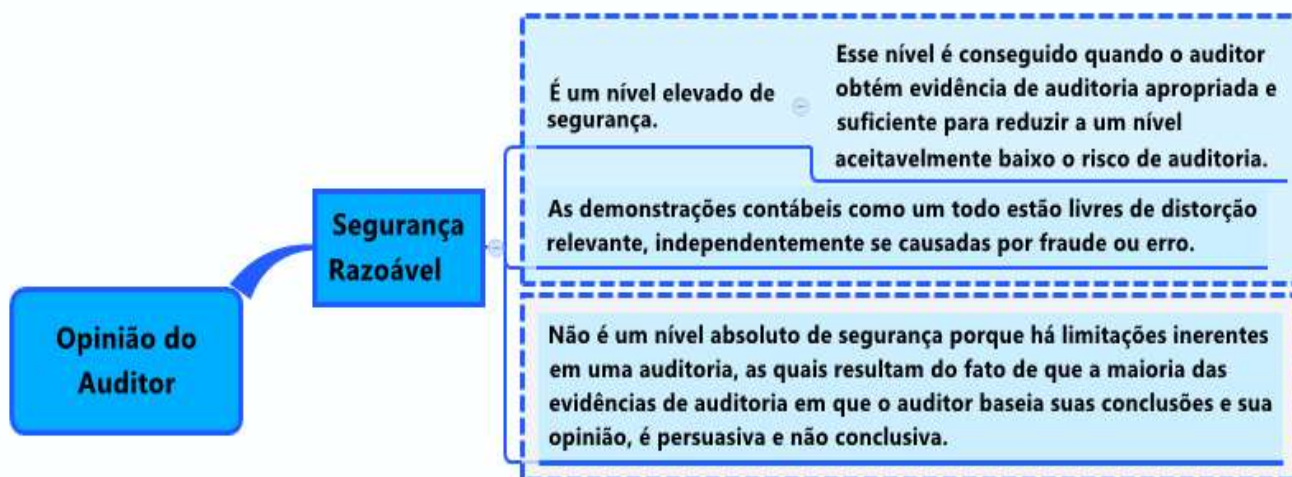 Opinião do
Auditor
Segurança
Razoável
É um nível elevado de
segurança.
Esse nível é conseguido quando o auditor
obtém evidência de auditoria apropriada e
suficiente para reduzir a um nível
aceitavelmente baixo o risco de auditoria.
As demonstrações contábeis como um todo estão livres de distorção
relevante, independentemente se causadas por fraude ou erro.
Não é um nível absoluto de segurança porque há limitações inerentes
em uma auditoria, as quais resultam do fato de que a maioria das
evidências de auditoria em que o auditor baseia suas conclusões e sua
opinião, é persuasiva e não conclusiva.